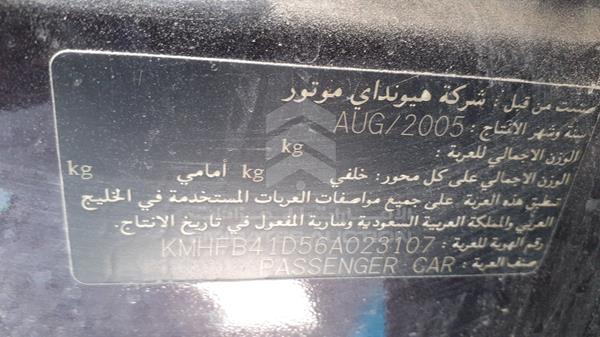 صنعت من قبل : شركة هيونداي موتور
سنة وشهر الانتاج : AUG/2005
الوزن الاجمالي للعربة : kg
الوزن الاجمالي على كل محور : خلفي kg أمامي kg
تطبق هذه العربة على جميع مواصفات العربات المستخدمة في الخليج
العربي والمملكة العربية السعودية وسارية المفعول في تاريخ الانتاج.
رقم الهوية للعربة : KMHFB41D56A023107
صنف العربة : PASSENGER CAR